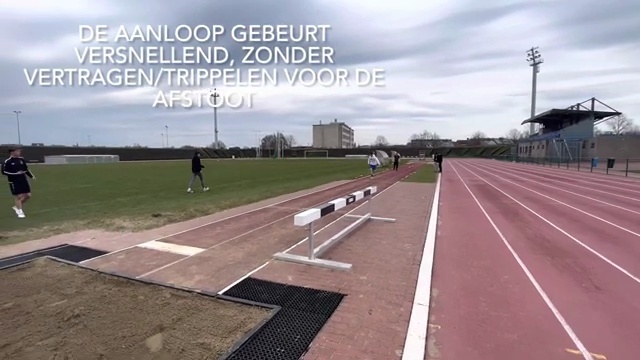 DE AANLOOP GEBEURT
VERSNELLEND, ZONDER
VERTRAGEN/TRIPPELEN VOOR DE
AFSTOOT